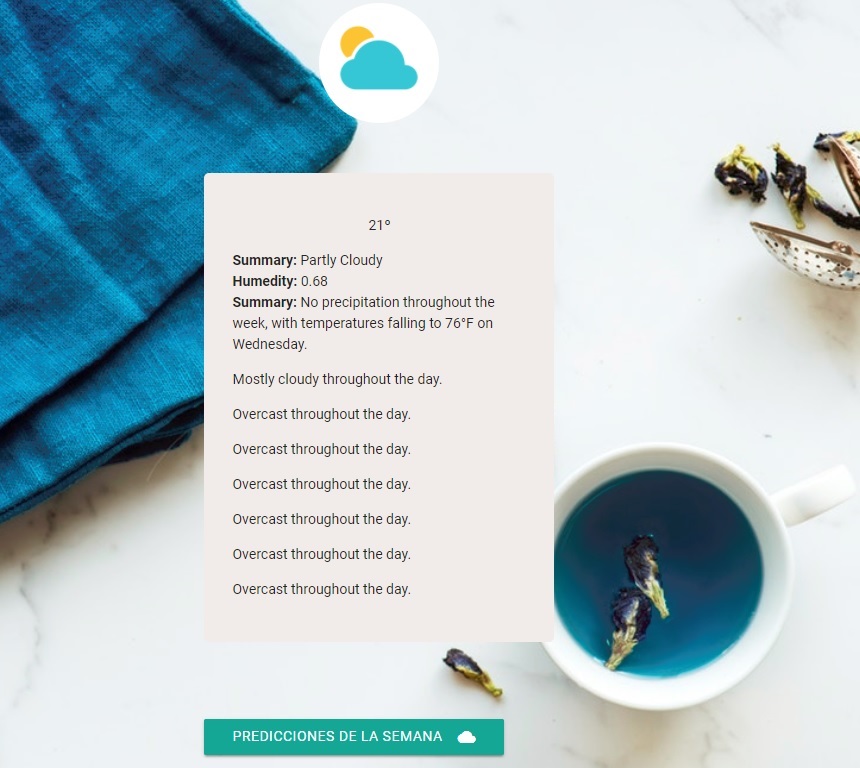 21º
Summary: Partly Cloudy
Humedity: 0.68
Summary: No precipitation throughout the
week, with temperatures falling to 76°F on
Wednesday.
Mostly cloudy throughout the day.
Overcast throughout the day.
Overcast throughout the day.
Overcast throughout the day.
Overcast throughout the day.
Overcast throughout the day.
Overcast throughout the day.
PREDICCIONES DE LA SEMANA